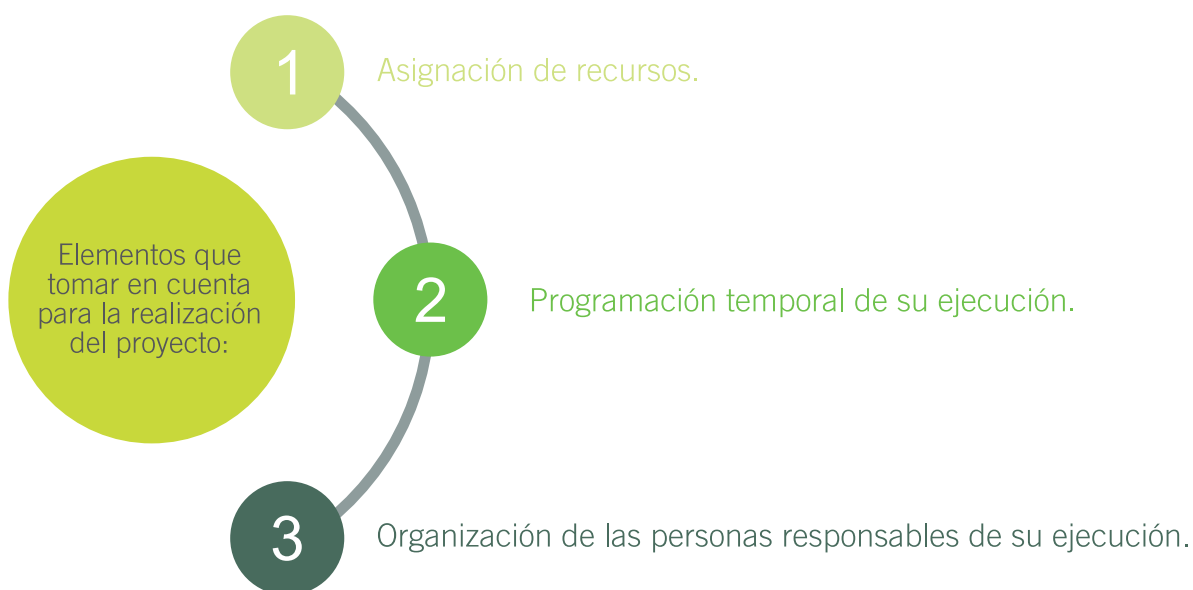 Elementos que
tomar en cuenta
para la realización
del proyecto:
1
Asignación de recursos.
2
Programación temporal de su ejecución.
3
Organización de las personas responsables de su ejecución.